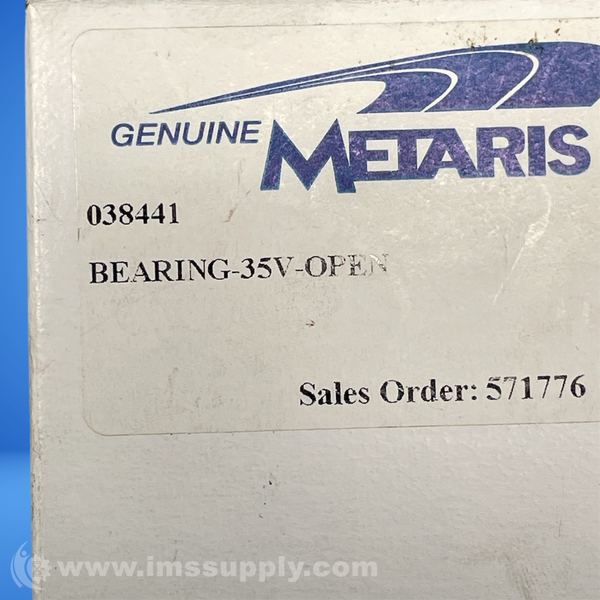 GENUINE METARIS
038441
BEARING-35V-OPEN
Sales Order: 571776
www.imssupply.com